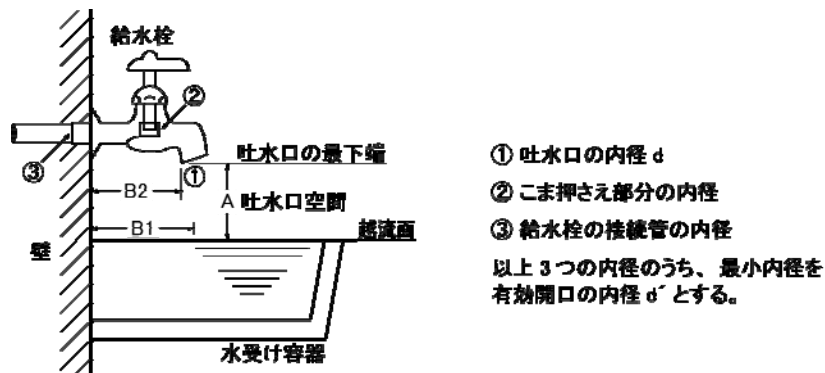 給水栓
②
③
吐水口の最下端
①
B2
A 吐水口空間
B1
越流面
壁
水受け容器
① 吐水口の内径 d
② こま押さえ部分の内径
③ 給水栓の接続管の内径
以上 3 つの内径のうち、最小内径を
有効開口の内径 d´ とする。